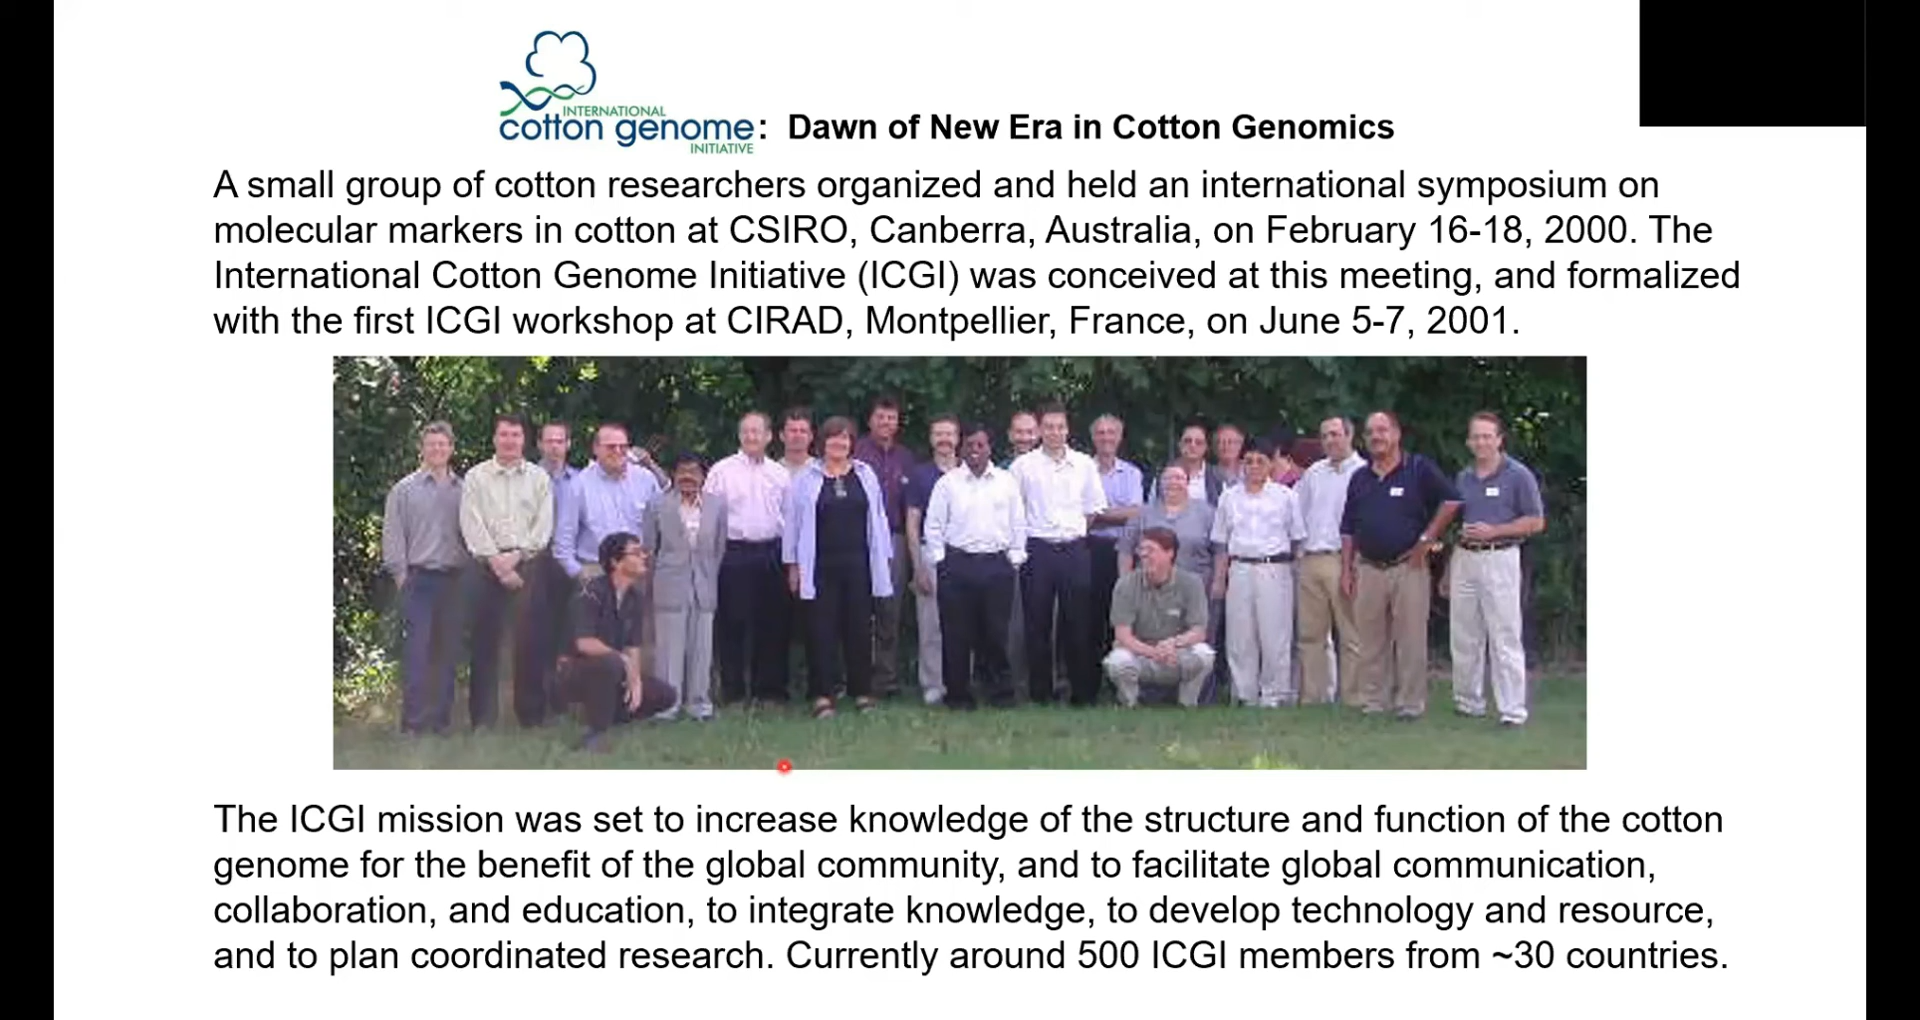 INTERNATIONAL
cotton genome: Dawn of New Era in Cotton Genomics
INITIATIVE
A small group of cotton researchers organized and held an international symposium on
molecular markers in cotton at CSIRO, Canberra, Australia, on February 16-18, 2000. The
International Cotton Genome Initiative (ICGI) was conceived at this meeting, and formalized
with the first ICGI workshop at CIRAD, Montpellier, France, on June 5-7, 2001.
The ICGI mission was set to increase knowledge of the structure and function of the cotton
genome for the benefit of the global community, and to facilitate global communication,
collaboration, and education, to integrate knowledge, to develop technology and resource,
and to plan coordinated research. Currently around 500 ICGI members from ~30 countries.